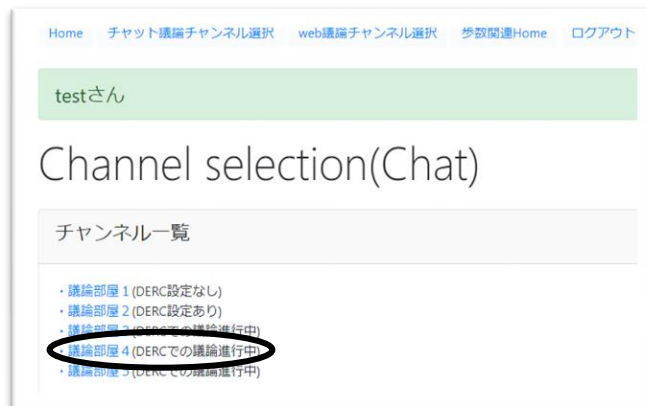 Home チャット議論チャンネル選択 web議論チャンネル選択 歩数関連Home ログアウト
testさん
Channel selection(Chat)
チャンネル一覧
・議論部屋1(DERC設定なし)
・議論部屋2(DERC設定あり)
・議論部屋3(DERCでの議論進行中)
・議論部屋4(DERCでの議論進行中)
・議論部屋5(DERCでの議論進行中)